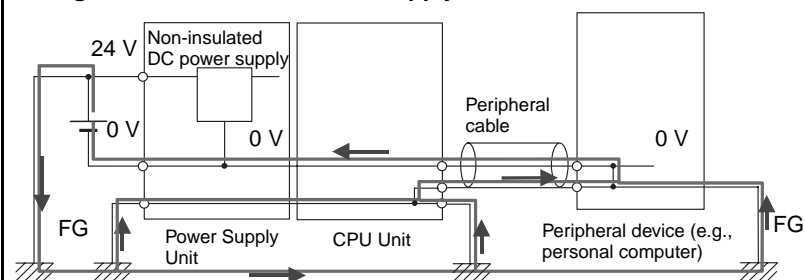 24 V
Non-insulated
DC power supply
0 V
0 V
Peripheral
cable
0 V
FG
Power Supply
Unit
CPU Unit
Peripheral device (e.g.,
personal computer)
FG